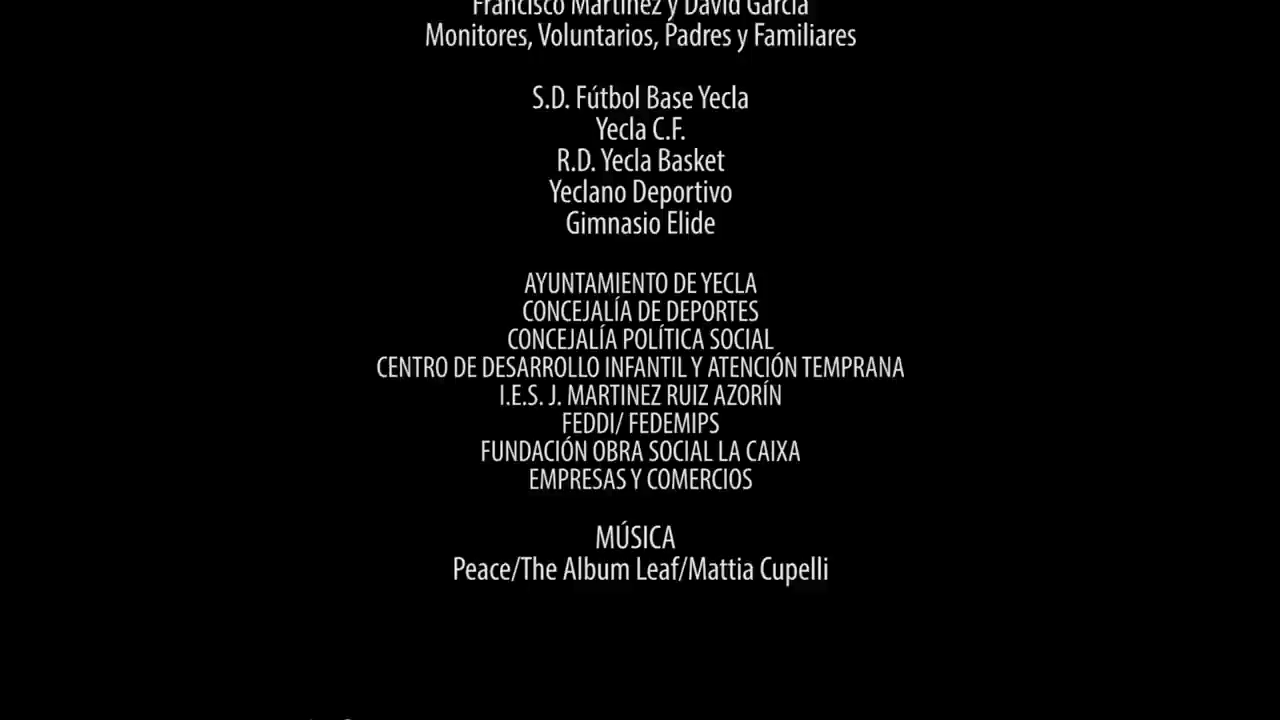 Francisco Martínez y David García
Monitores, Voluntarios, Padres y Familiares
S.D. Fútbol Base Yecla
Yecla C.F.
R.D. Yecla Basket
Yeclano Deportivo
Gimnasio Elide
AYUNTAMIENTO DE YECLA
CONCEJALÍA DE DEPORTES
CONCEJALÍA POLÍTICA SOCIAL
CENTRO DE DESARROLLO INFANTIL Y ATENCIÓN TEMPRANA
I.E.S. J. MARTINEZ RUIZ AZORÍN
FEDDI/ FEDEMIPS
FUNDACIÓN OBRA SOCIAL LA CAIXA
EMPRESAS Y COMERCIOS
MÚSICA
Peace/The Album Leaf/Mattia Cupelli